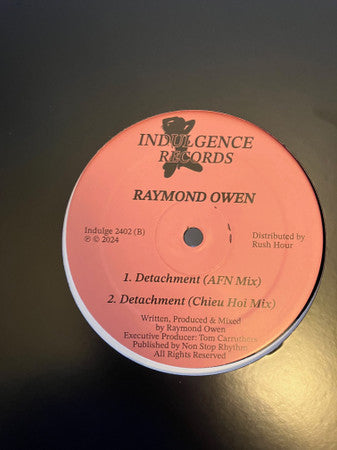 INDULGENCE
RECORDS
RAYMOND OWEN
Indulge 2402 (B)
℗ © 2024
Distributed by
Rush Hour
1. Detachment (AFN Mix)
2. Detachment (Chieu Hoi Mix)
Written, Produced & Mixed
by Raymond Owen
Executive Producer: Tom Carruthers
Published by Non Stop Rhythm
All Rights Reserved